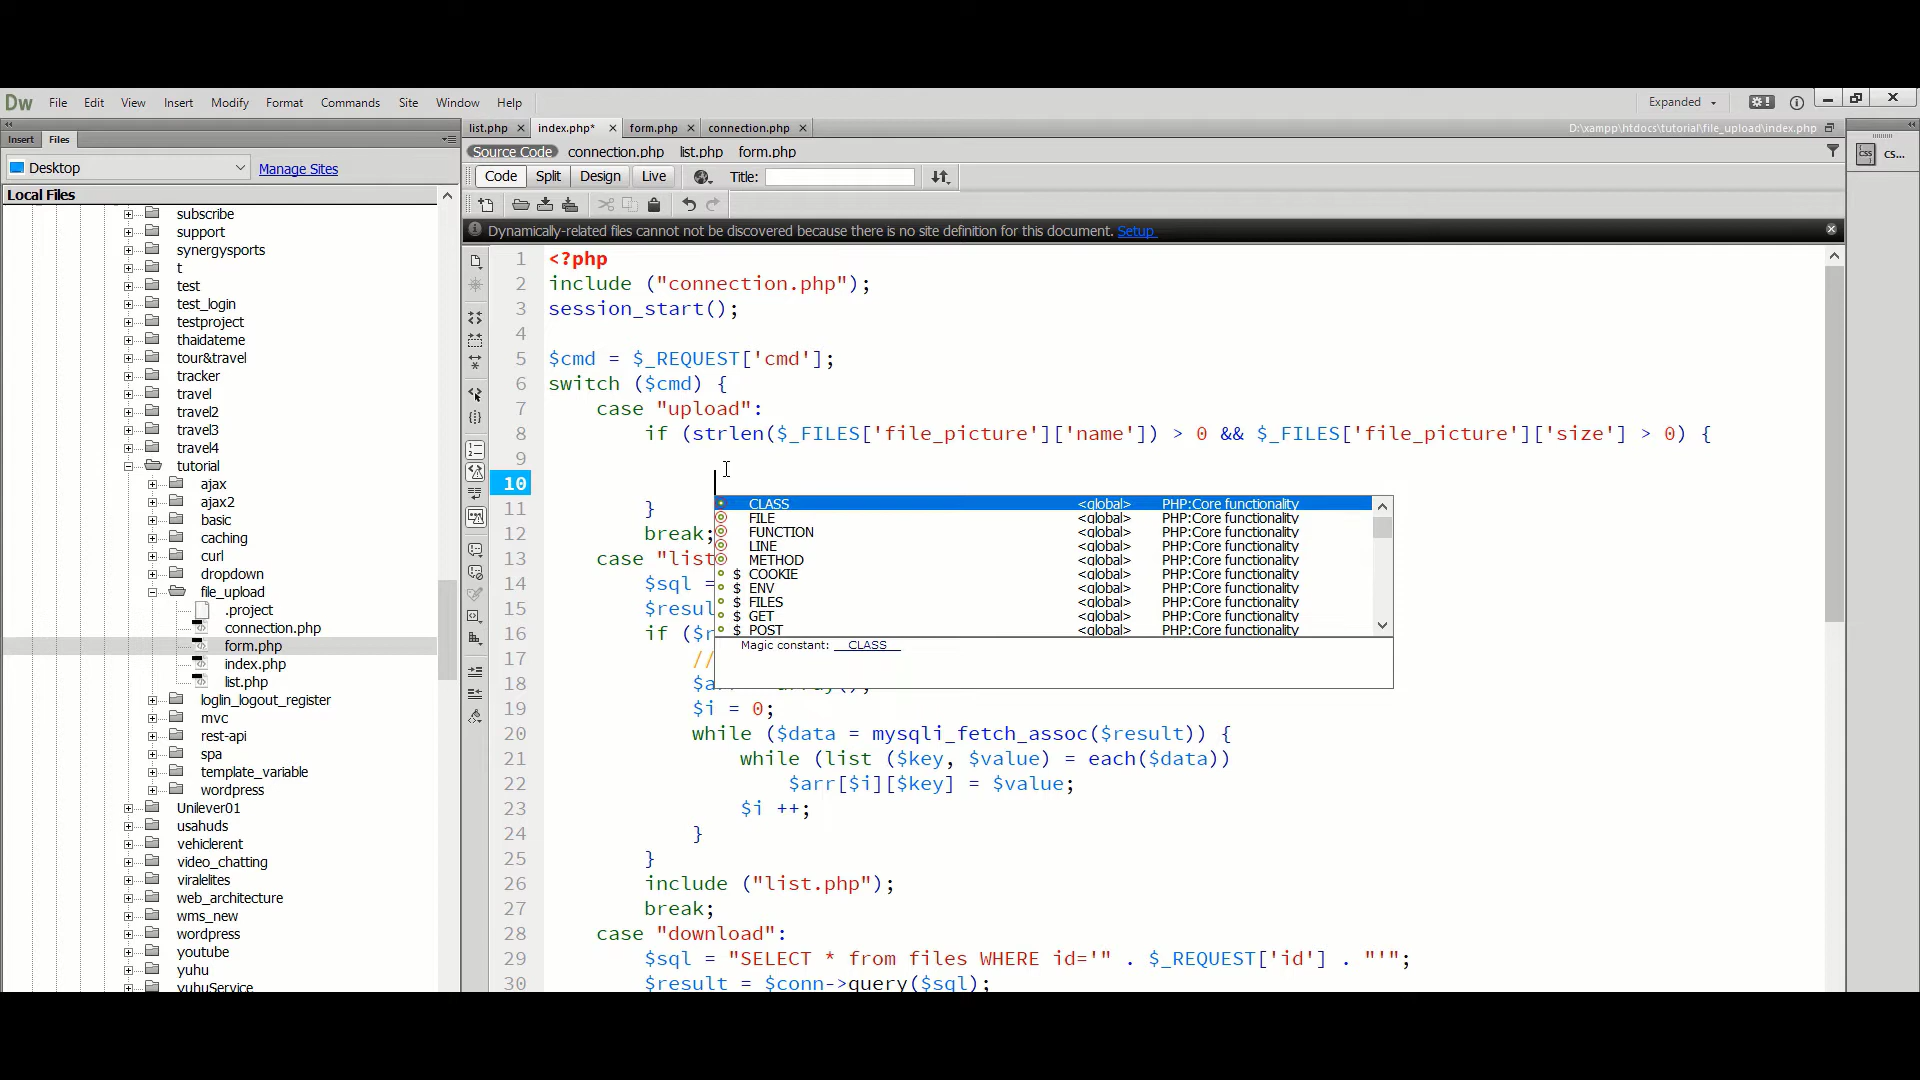 Dw File Edit View Insert Format Modify Commands Site Window Help Expanded
Insert Files
list.php index.php* form.php connection.php D:\xampp\htdocs\tutorial\file_upload\index.php
Source Code connection.php list.php form.php
CSS CS...
Desktop Manage Sites
Code Split Design Live Title:
Local Files
Dynamically-related files cannot not be discovered because there is no site definition for this document. Setup
subscribe
support
synergysports
t
test
test_login
testproject
thaidateme
tour&travel
tracker
travel
travel2
travel3
travel4
tutorial
ajax
ajax2
basic
caching
curl
dropdown
file_upload
.project
connection.php
form.php
index.php
list.php
loglin_logout_register
mvc
rest-api
spa
template_variable
wordpress
Unilever01
usahuds
vehiclerent
video_chatting
viralelites
web_architecture
wms_new
wordpress
youtube
yuhu
yuhuService
1 <?php
2 include ("connection.php");
3 session_start();
4
5 $cmd = $_REQUEST['cmd'];
6 switch ($cmd) {
7 case "upload":
8 if (strlen($_FILES['file_picture']['name']) > 0 && $_FILES['file_picture']['size'] > 0) {
9
10
11 }
12 break;
13 case "list
14 $sql =
15 $resul
16 if ($r
17 //
18 $a
19 $i = 0;
20 while ($data = mysqli_fetch_assoc($result)) {
21 while (list ($key, $value) = each($data))
22 $arr[$i][$key] = $value;
23 $i ++;
24 }
25 }
26 include ("list.php");
27 break;
28 case "download":
29 $sql = "SELECT * from files WHERE id='" . $_REQUEST['id'] . "'";
30 $result = $conn->query($sql);
CLASS <global> PHP:Core functionality
FILE <global> PHP:Core functionality
FUNCTION <global> PHP:Core functionality
LINE <global> PHP:Core functionality
METHOD <global> PHP:Core functionality
$ COOKIE <global> PHP:Core functionality
$ ENV <global> PHP:Core functionality
$ FILES <global> PHP:Core functionality
$ GET <global> PHP:Core functionality
$ POST <global> PHP:Core functionality
Magic constant: __CLASS__